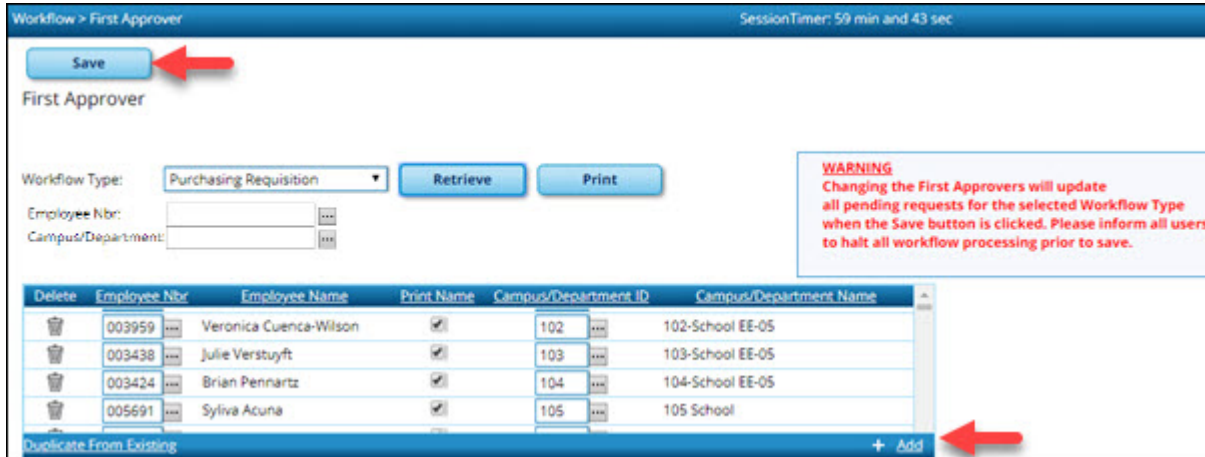 Workflow > First Approver SessionTimer: 59 min and 43 sec
Save
First Approver
Workflow Type: Purchasing Requisition Retrieve Print
Employee Nbr: ...
Campus/Department: ...
WARNING
Changing the First Approvers will update
all pending requests for the selected Workflow Type
when the Save button is clicked. Please inform all users
to halt all workflow processing prior to save.
Delete Employee Nbr Employee Name Print Name Campus/Department ID Campus/Department Name
003959 ... Veronica Cuenca-Wilson 102 ... 102-School EE-05
003438 ... Julie Verstuyft 103 ... 103-School EE-05
003424 ... Brian Pennartz 104 ... 104-School EE-05
005691 ... Syliva Acuna 105 ... 105 School
Duplicate From Existing + Add